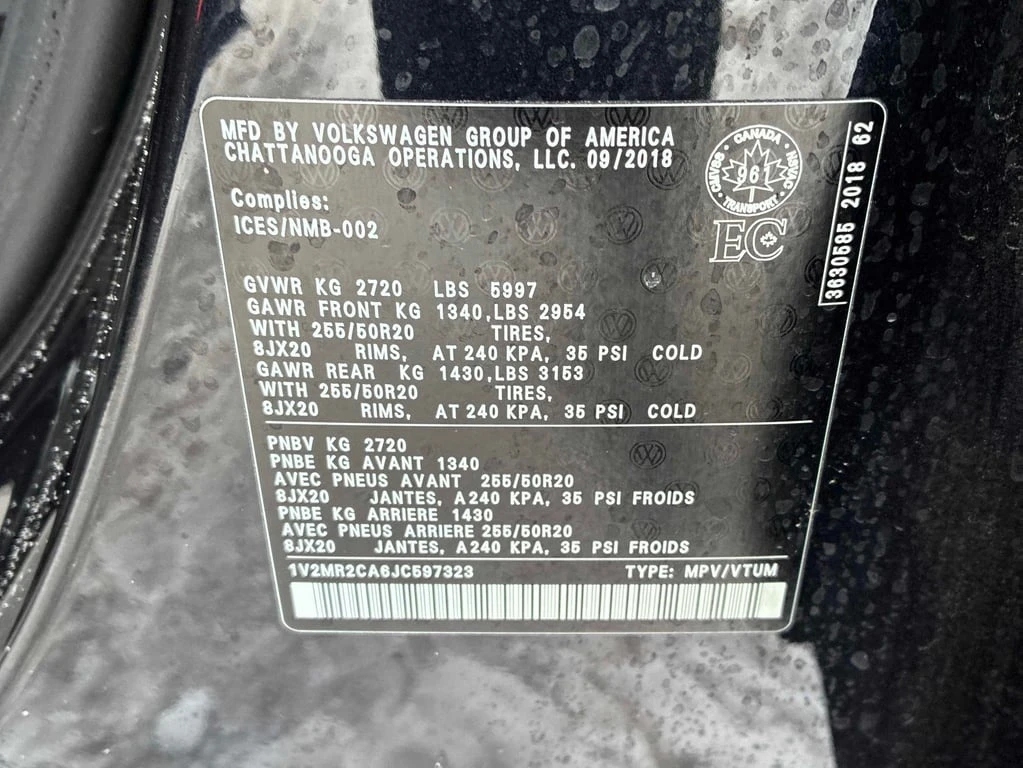 MFD BY VOLKSWAGEN GROUP OF AMERICA
CHATTANOOGA OPERATIONS, LLC. 09/2018
Complies:
ICES/NMB-002
CANADA
CMVSS
961
NSVAC
TRANSPORT
EC
3630585 2018 62
GVWR KG 2720 LBS 5997
GAWR FRONT KG 1340,LBS 2954
WITH 255/50R20 TIRES,
8JX20 RIMS, AT 240 KPA, 35 PSI COLD
GAWR REAR KG 1430,LBS 3153
WITH 255/50R20 TIRES,
8JX20 RIMS, AT 240 KPA, 35 PSI COLD
PNBV KG 2720
PNBE KG AVANT 1340
AVEC PNEUS AVANT 255/50R20
8JX20 JANTES, A 240 KPA, 35 PSI FROIDS
PNBE KG ARRIERE 1430
AVEC PNEUS ARRIERE 255/50R20
8JX20 JANTES, A 240 KPA, 35 PSI FROIDS
1V2MR2CA6JC597323 TYPE: MPV/VTUM